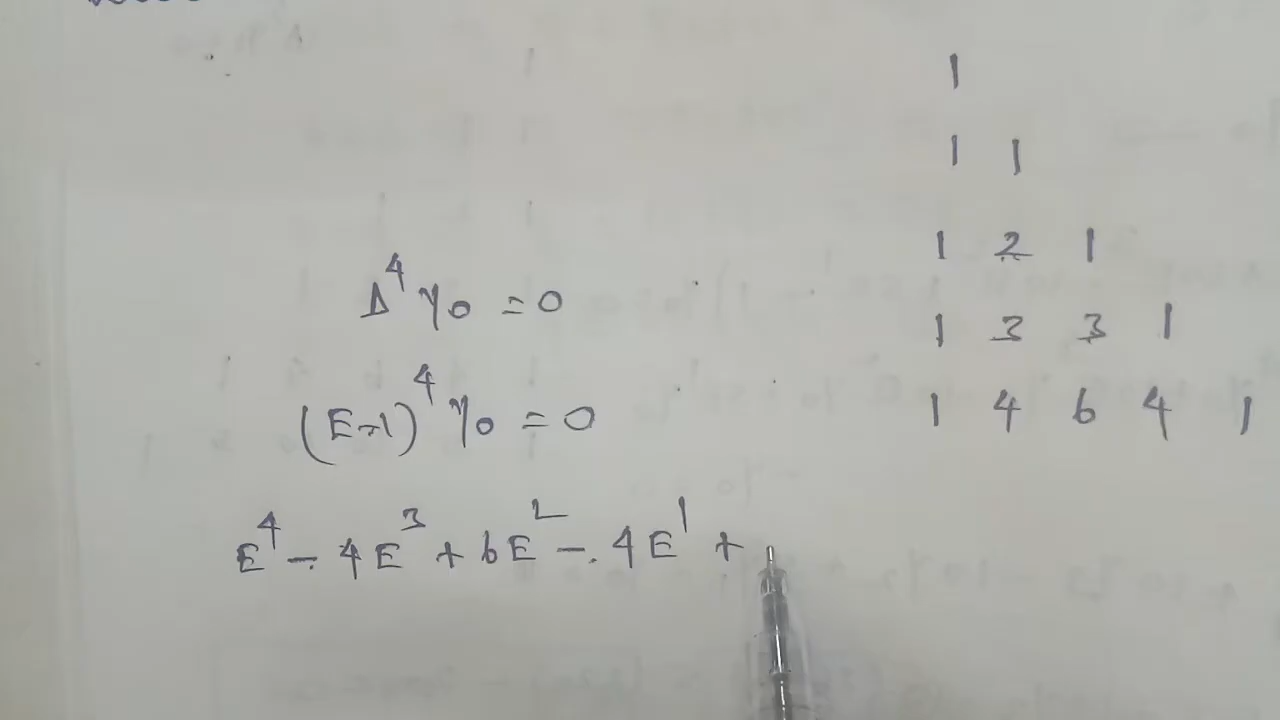 1
1 1
1 2 1
1 3 3 1
1 4 6 4 1
Δ⁴ y₀ = 0
(E-1)⁴ y₀ = 0
E⁴ - 4E³ + 6E² - 4E¹ +